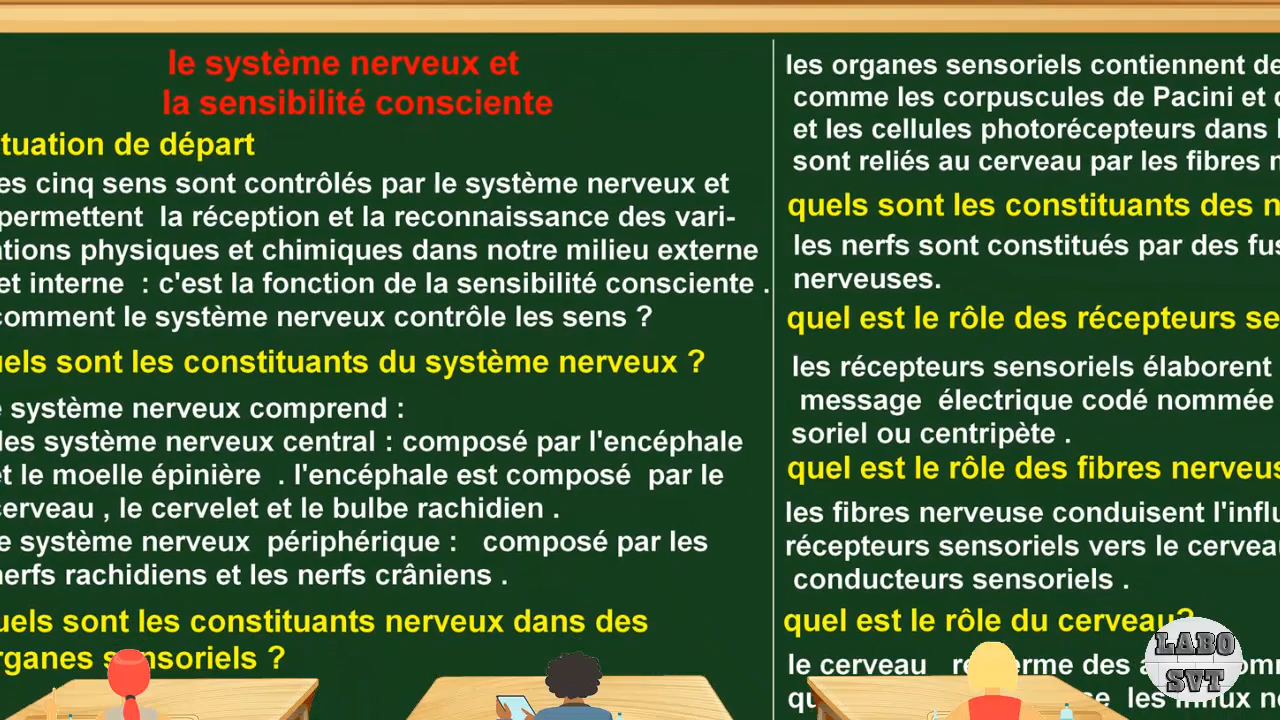 le système nerveux et
la sensibilité consciente
tuation de départ
es cinq sens sont contrôlés par le système nerveux et
permettent la réception et la reconnaissance des vari-
ations physiques et chimiques dans notre milieu externe
et interne : c'est la fonction de la sensibilité consciente .
comment le système nerveux contrôle les sens ?
uels sont les constituants du système nerveux ?
e système nerveux comprend :
les système nerveux central : composé par l'encéphale
et le moelle épinière . l'encéphale est composé par le
cerveau , le cervelet et le bulbe rachidien .
e système nerveux périphérique : composé par les
nerfs rachidiens et les nerfs crâniens .
uels sont les constituants nerveux dans des
rganes sensoriels ?
les organes sensoriels contiennent de
comme les corpuscules de Pacini et
et les cellules photorécepteurs dans
sont reliés au cerveau par les fibres
quels sont les constituants des n
les nerfs sont constitués par des fus
nerveuses.
quel est le rôle des récepteurs se
les récepteurs sensoriels élaborent
message électrique codé nommée
soriel ou centripète .
quel est le rôle des fibres nerveus
les fibres nerveuse conduisent l'influ
récepteurs sensoriels vers le cervea
conducteurs sensoriels .
quel est le rôle du cerveau?
le cerveau des
les influx n
LABO
SVT